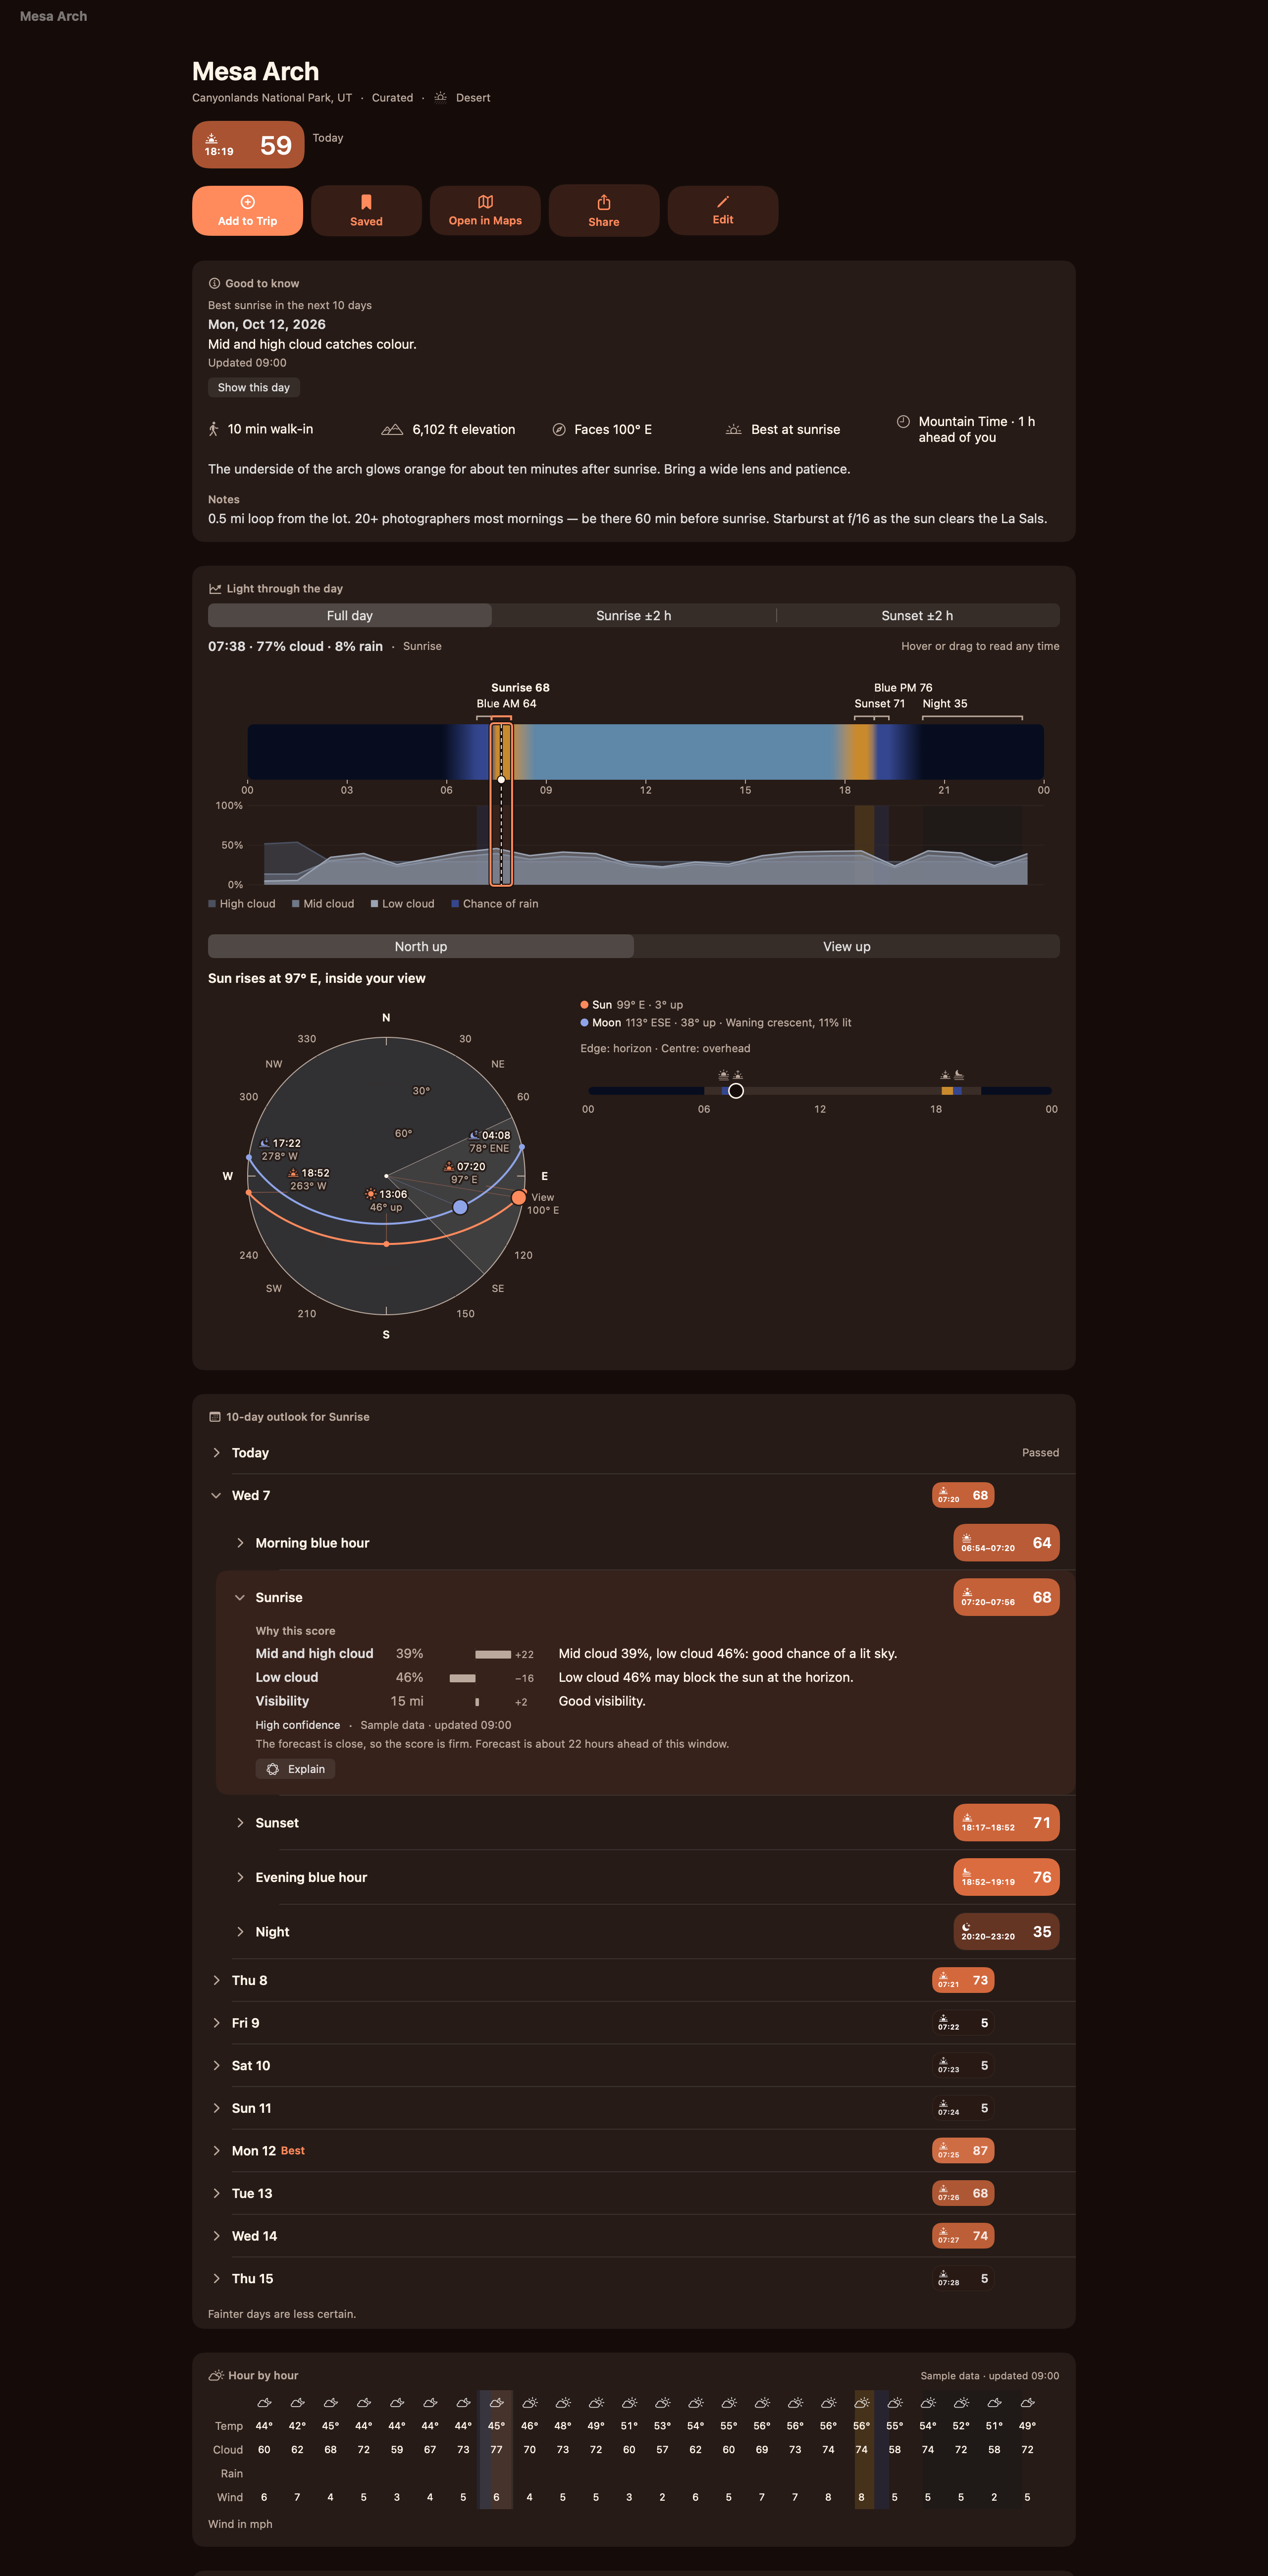 Mesa Arch
Mesa Arch
Canyonlands National Park, UT · Curated · Desert
18:19 59 Today
Add to Trip
Saved
Open in Maps
Share
Edit
Good to know
Best sunrise in the next 10 days
Mon, Oct 12, 2026
Mid and high cloud catches colour.
Updated 09:00
Show this day
10 min walk-in
6,102 ft elevation
Faces 100° E
Best at sunrise
Mountain Time · 1 h
ahead of you
The underside of the arch glows orange for about ten minutes after sunrise. Bring a wide lens and patience.
Notes
0.5 mi loop from the lot. 20+ photographers most mornings — be there 60 min before sunrise. Starburst at f/16 as the sun clears the La Sals.
Light through the day
Full day Sunrise ±2 h Sunset ±2 h
07:38 · 77% cloud · 8% rain · Sunrise Hover or drag to read any time
Sunrise 68 Blue PM 76
Blue AM 64 Sunset 71 Night 35
00 03 06 09 12 15 18 21 00
100%
50%
0%
High cloud Mid cloud Low cloud Chance of rain
North up View up
Sun rises at 97° E, inside your view
Sun 99° E · 3° up
Moon 113° ESE · 38° up · Waning crescent, 11% lit
Edge: horizon · Centre: overhead
00 06 12 18 00
N
330 30
NW NE
300 30° 60
60°
17:22 04:08
278° W 78° ENE
W 18:52 07:20 E
263° W 97° E
13:06
46° up
View
100° E
240 120
SW SE
210 150
S
10-day outlook for Sunrise
Today Passed
Wed 7 07:20 68
Morning blue hour 06:54–07:20 64
Sunrise 07:20–07:56 68
Why this score
Mid and high cloud 39% +22 Mid cloud 39%, low cloud 46%: good chance of a lit sky.
Low cloud 46% −16 Low cloud 46% may block the sun at the horizon.
Visibility 15 mi +2 Good visibility.
High confidence · Sample data · updated 09:00
The forecast is close, so the score is firm. Forecast is about 22 hours ahead of this window.
Explain
Sunset 18:17–18:52 71
Evening blue hour 18:52–19:19 76
Night 20:20–23:20 35
Thu 8 07:21 73
Fri 9 07:22 5
Sat 10 07:23 5
Sun 11 07:24 5
Mon 12 Best 07:25 87
Tue 13 07:26 68
Wed 14 07:27 74
Thu 15 07:28 5
Fainter days are less certain.
Hour by hour Sample data · updated 09:00
Temp 44° 42° 45° 44° 44° 44° 44° 45° 46° 48° 49° 51° 53° 54° 55° 56° 56° 56° 56° 55° 54° 52° 51° 49°
Cloud 60 62 68 72 59 67 73 77 70 73 72 60 57 62 60 69 73 74 74 58 74 72 58 72
Rain
Wind 6 7 4 5 3 4 5 6 4 5 5 3 2 6 5 7 7 8 8 5 5 5 2 5
Wind in mph